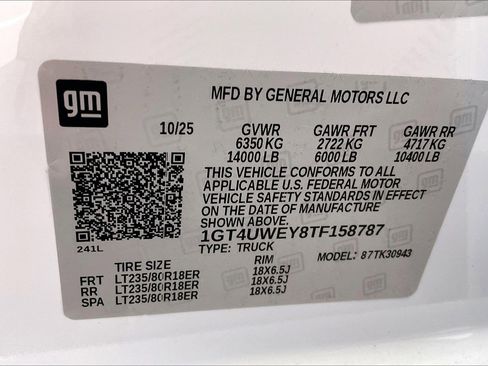 gm
MFD BY GENERAL MOTORS LLC
10/25 GVWR GAWR FRT GAWR RR
6350 KG 2722 KG 4717 KG
14000 LB 6000 LB 10400 LB
THIS VEHICLE CONFORMS TO ALL
APPLICABLE U.S. FEDERAL MOTOR
VEHICLE SAFETY STANDARDS IN EFFECT
ON THE DATE OF MANUFACTURE SHOWN ABOVE.
1GT4UWEY8TF158787
241L TYPE: TRUCK MODEL: 87TK30943
TIRE SIZE RIM
FRT LT235/80R18ER 18X6.5J
RR LT235/80R18ER 18X6.5J
SPA LT235/80R18ER 18X6.5J